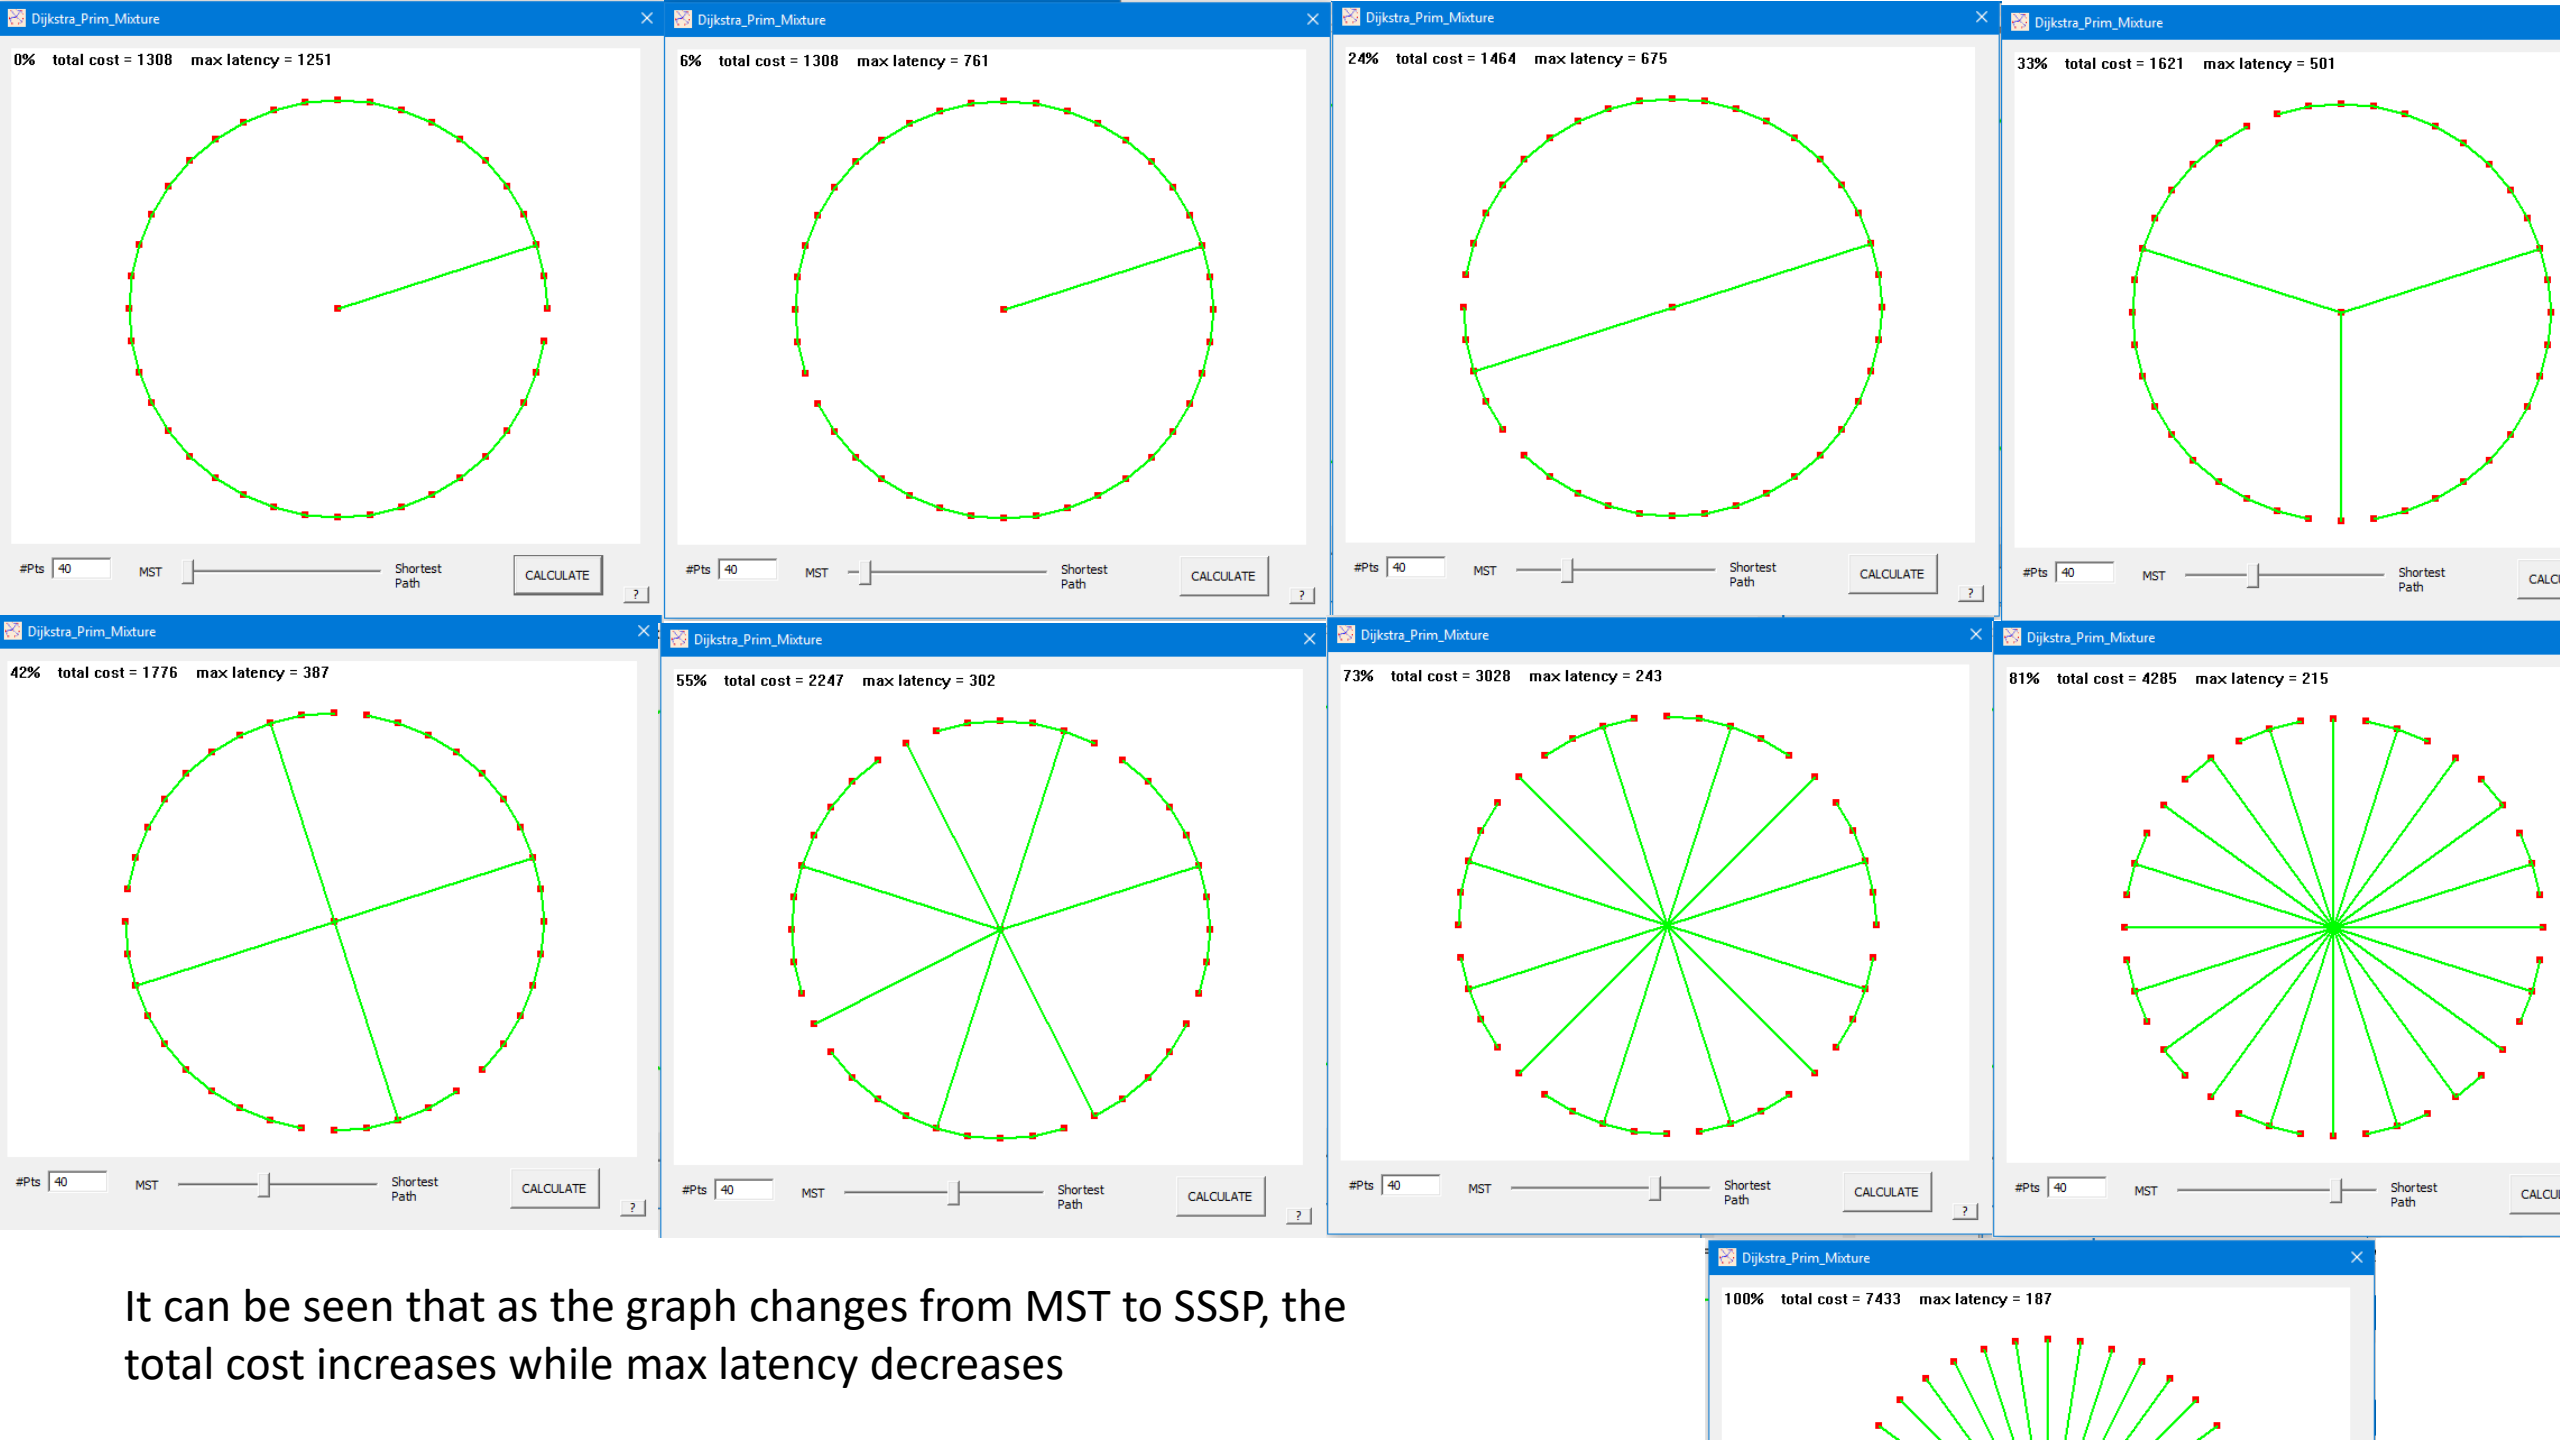 Dijkstra_Prim_Mixture
0% total cost = 1308 max latency = 1251
#Pts 40 MST Shortest Path CALCULATE ?
Dijkstra_Prim_Mixture
6% total cost = 1308 max latency = 761
#Pts 40 MST Shortest Path CALCULATE ?
Dijkstra_Prim_Mixture
24% total cost = 1464 max latency = 675
#Pts 40 MST Shortest Path CALCULATE ?
Dijkstra_Prim_Mixture
33% total cost = 1621 max latency = 501
#Pts 40 MST Shortest Path
Dijkstra_Prim_Mixture
42% total cost = 1776 max latency = 387
#Pts 40 MST Shortest Path CALCULATE ?
Dijkstra_Prim_Mixture
55% total cost = 2247 max latency = 302
#Pts 40 MST Shortest Path CALCULATE ?
Dijkstra_Prim_Mixture
73% total cost = 3028 max latency = 243
#Pts 40 MST Shortest Path CALCULATE ?
Dijkstra_Prim_Mixture
81% total cost = 4285 max latency = 215
#Pts 40 MST Shortest Path
Dijkstra_Prim_Mixture
100% total cost = 7433 max latency = 187
It can be seen that as the graph changes from MST to SSSP, the
total cost increases while max latency decreases